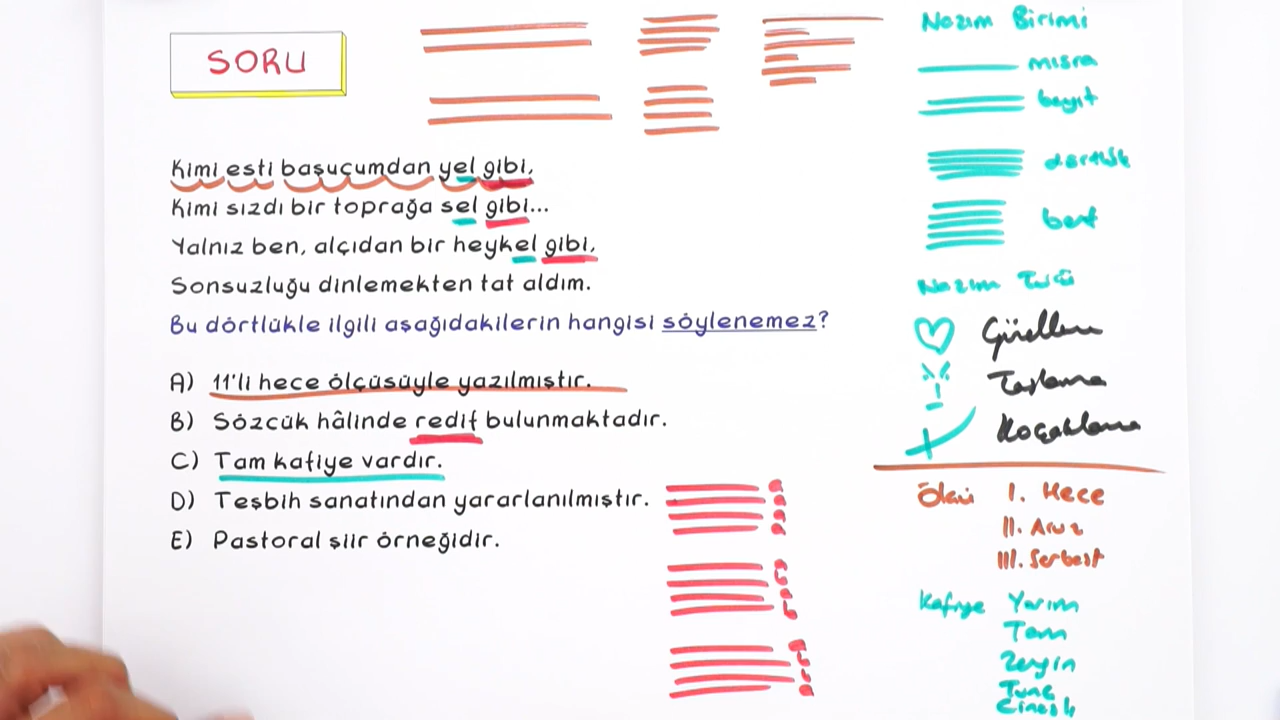 SORU
Kimi esti başucumdan yel gibi,
Kimi sızdı bir toprağa sel gibi...
Yalnız ben, alçıdan bir heykel gibi,
Sonsuzluğu dinlemekten tat aldım.
Bu dörtlükle ilgili aşağıdakilerin hangisi söylenemez?
A) 11'li hece ölçüsüyle yazılmıştır.
B) Sözcük hâlinde redif bulunmaktadır.
C) Tam kafiye vardır.
D) Teşbih sanatından yararlanılmıştır.
E) Pastoral şiir örneğidir.
Nazım Birimi
mısra
beyit
dörtlük
bent
Nazım Türü
Güzelleme
Taşlama
Koçaklama
Ölçü I. Hece
II. Aruz
III. Serbest
Kafiye Yarım
Tam
Zengin
Tunç
Cinaslı